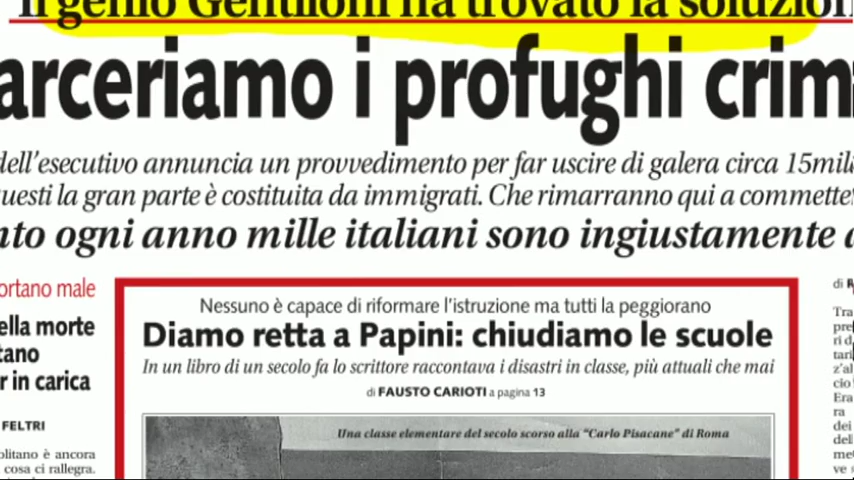 Il genio Gentiloni ha trovato la soluzion
arceriamo i profughi crim
dell'esecutivo annuncia un provvedimento per far uscire di galera circa 15mila
uesti la gran parte è costituita da immigrati. Che rimarranno qui a commetter
nto ogni anno mille italiani sono ingiustamente
ortano male
ella morte
tano
r in carica
FELTRI
olitano è ancora
cosa ci rallegra.
Nessuno è capace di riformare l'istruzione ma tutti la peggiorano
Diamo retta a Papini: chiudiamo le scuole
In un libro di un secolo fa lo scrittore raccontava i disastri in classe, più attuali che mai
di FAUSTO CARIOTI a pagina 13
Una classe elementare del secolo scorso alla "Carlo Pisacane" di Roma
di
Tra
pre
ri d
tari
z'al
cio
Era
ra
dei
dell
met
ve